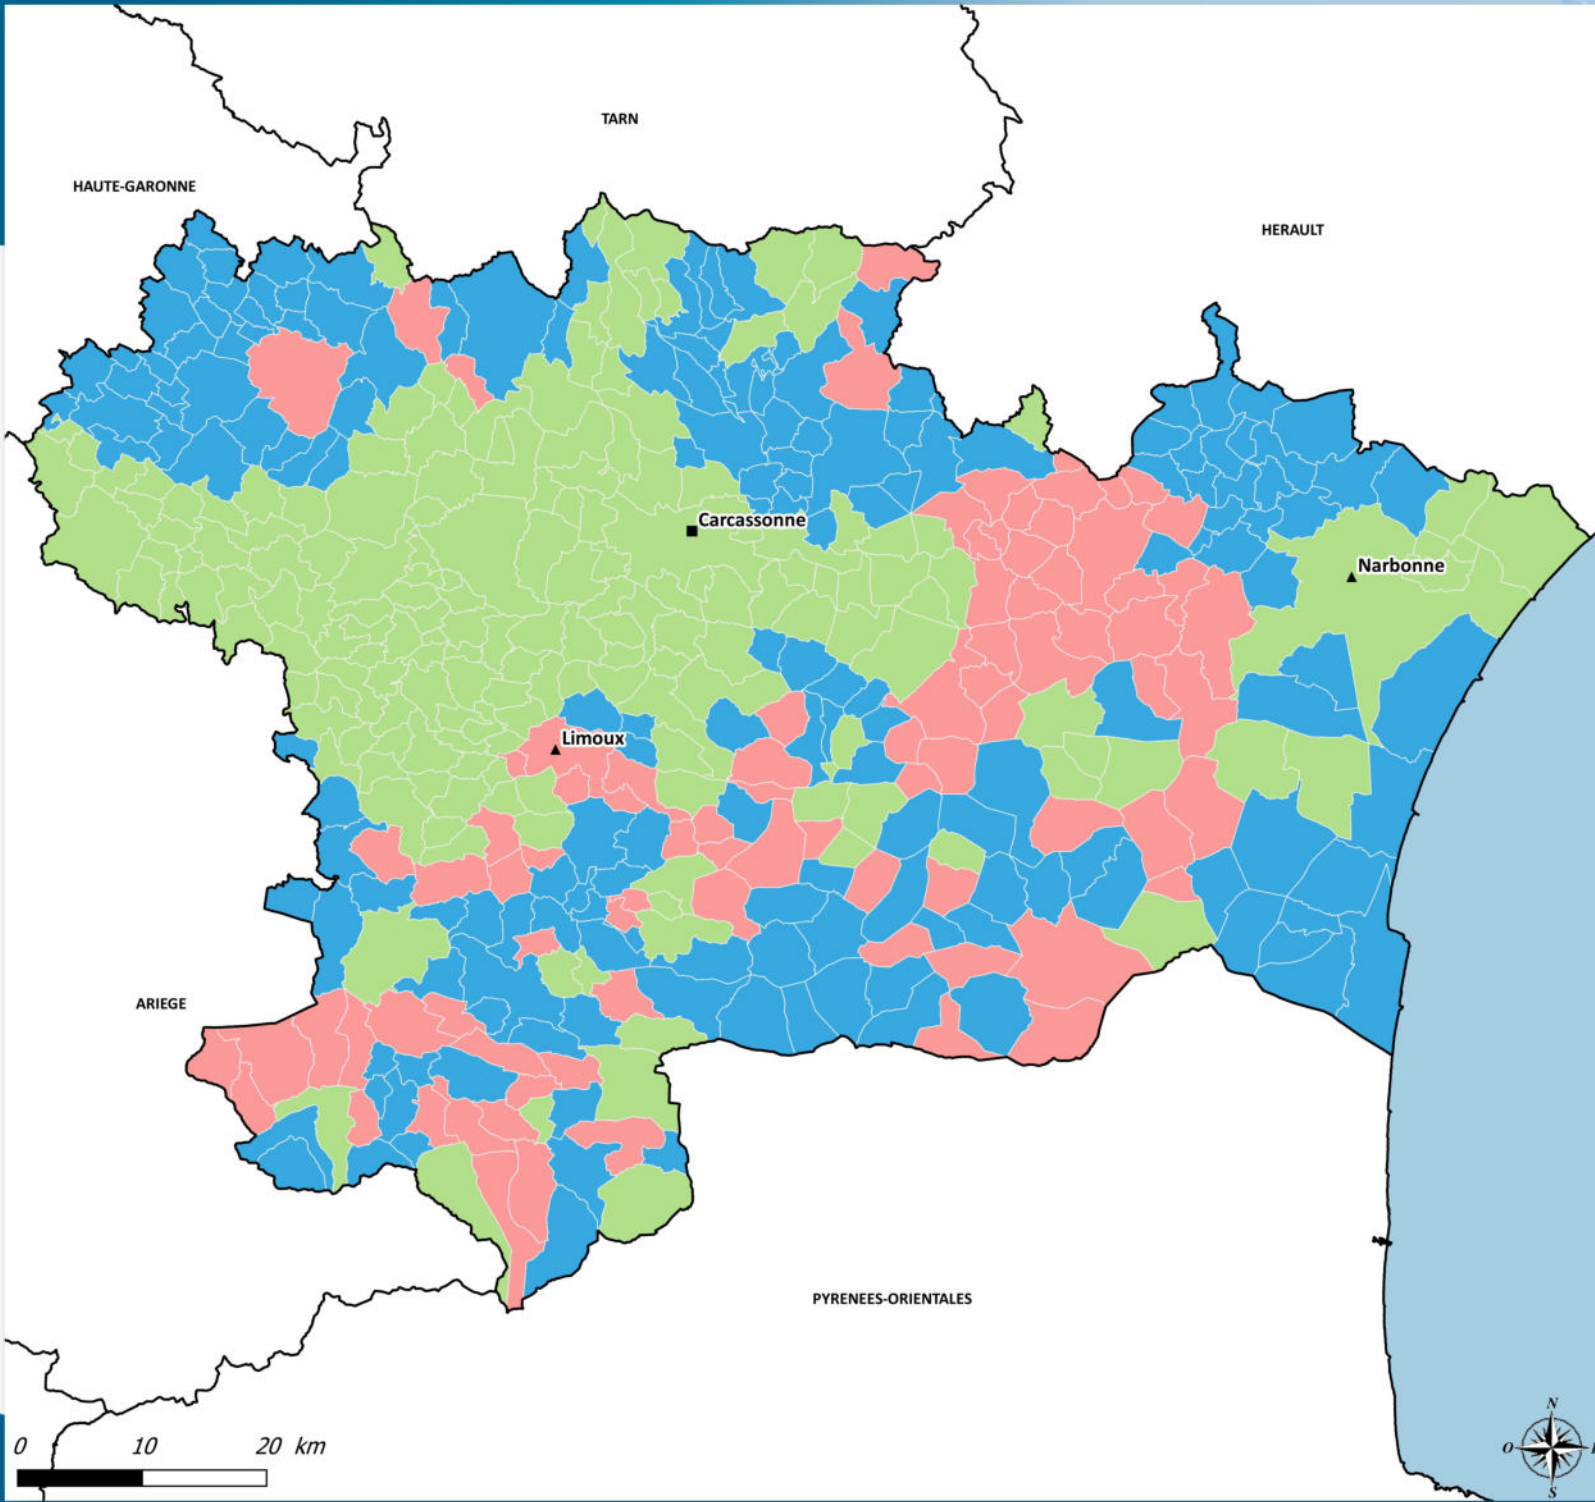 TARN
HAUTE-GARONNE
HERAULT
Carcassonne
Narbonne
Limoux
ARIEGE
PYRENEES-ORIENTALES
0 10 20 km
N
O
S